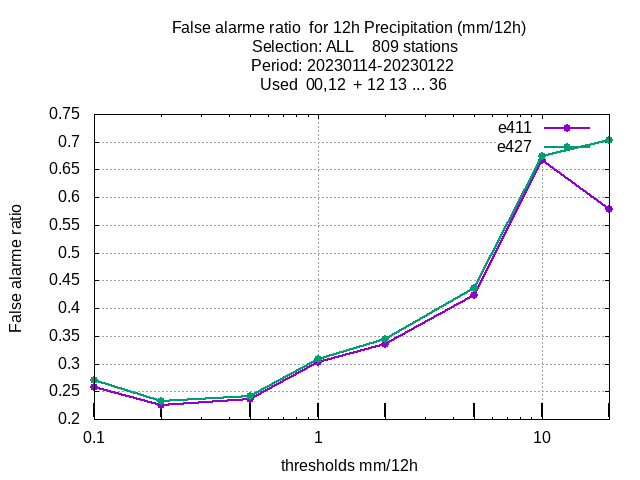 False alarme ratio  for 12h Precipitation (mm/12h)
Selection: ALL    809 stations
Period: 20230114-20230122
Used  00,12  + 12 13 ... 36
e411
e427
False alarme ratio
0.75
0.7
0.65
0.6
0.55
0.5
0.45
0.4
0.35
0.3
0.25
0.2
0.1
1
10
thresholds mm/12h